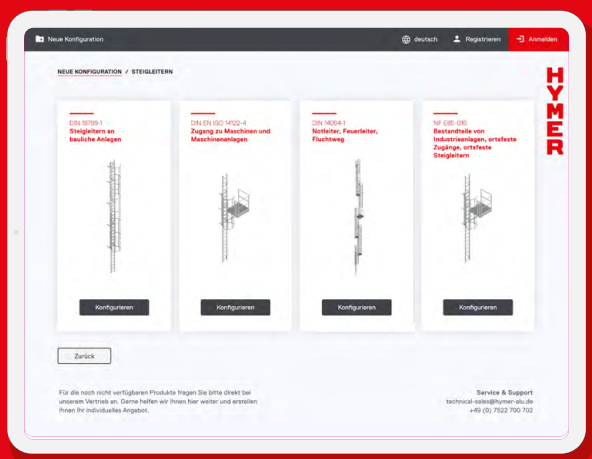 Neue Konfiguration
deutsch
Registrieren
Anmelden
NEUE KONFIGURATION / STEIGLEITERN
HYMER
DIN 18799-1
Steigleitern an
bauliche Anlagen
Konfigurieren
DIN EN ISO 14122-4
Zugang zu Maschinen und
Maschinenanlagen
Konfigurieren
DIN 14094-1
Notleiter, Feuerleiter,
Fluchtweg
Konfigurieren
NF E85-016
Bestandteile von
Industrieanlagen, ortsfeste
Zugänge, ortsfeste
Steigleitern
Konfigurieren
Zurück
Für die noch nicht verfügbaren Produkte fragen Sie bitte direkt bei
unserem Vertrieb an. Gerne helfen wir Ihnen hier weiter und erstellen
Ihnen Ihr individuelles Angebot.
Service & Support
technical-sales@hymer-alu.de
+49 (0) 7522 700 702